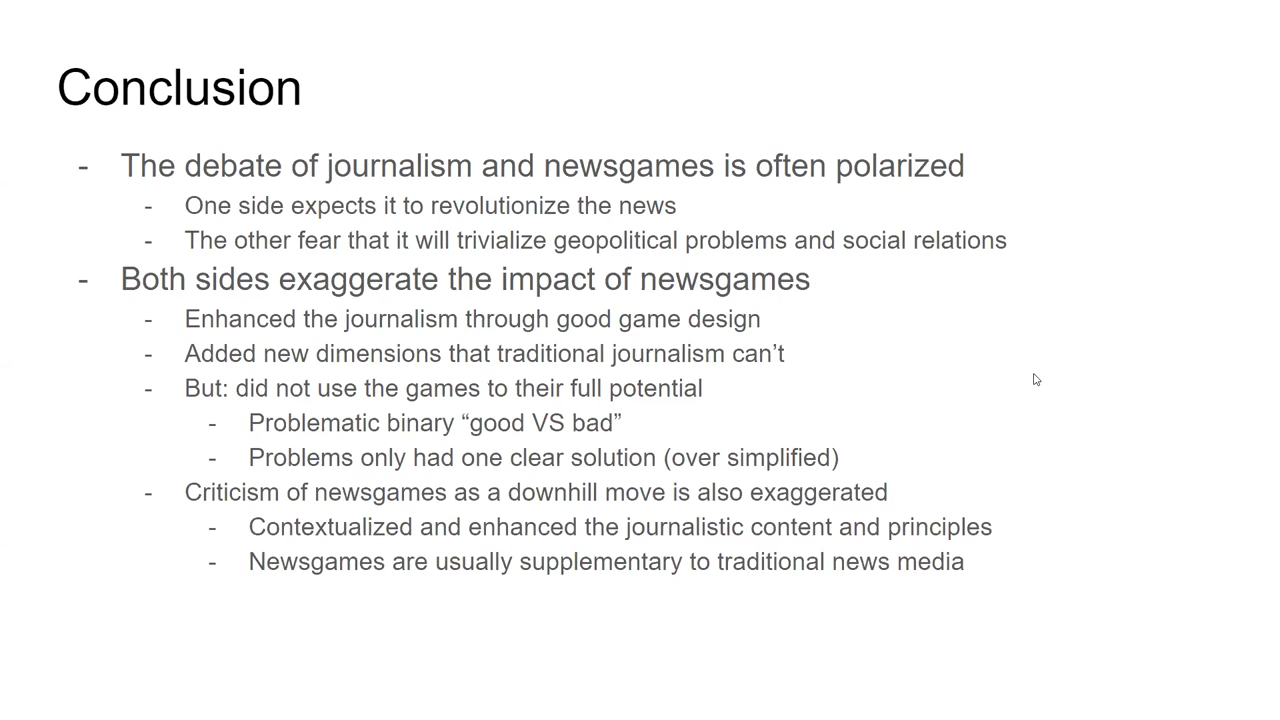 Conclusion
- The debate of journalism and newsgames is often polarized
- One side expects it to revolutionize the news
- The other fear that it will trivialize geopolitical problems and social relations
- Both sides exaggerate the impact of newsgames
- Enhanced the journalism through good game design
- Added new dimensions that traditional journalism can’t
- But: did not use the games to their full potential
- Problematic binary “good VS bad”
- Problems only had one clear solution (over simplified)
- Criticism of newsgames as a downhill move is also exaggerated
- Contextualized and enhanced the journalistic content and principles
- Newsgames are usually supplementary to traditional news media